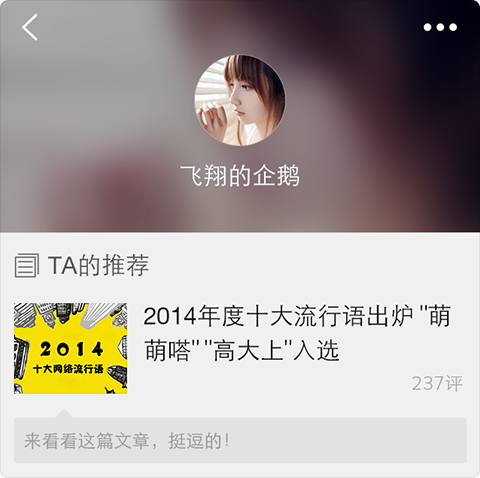 飞翔的企鹅
TA的推荐
2014年度十大流行语出炉 "萌
萌嗒" "高大上"入选
2014
十大网络流行语
237评
来看看这篇文章，挺逗的！